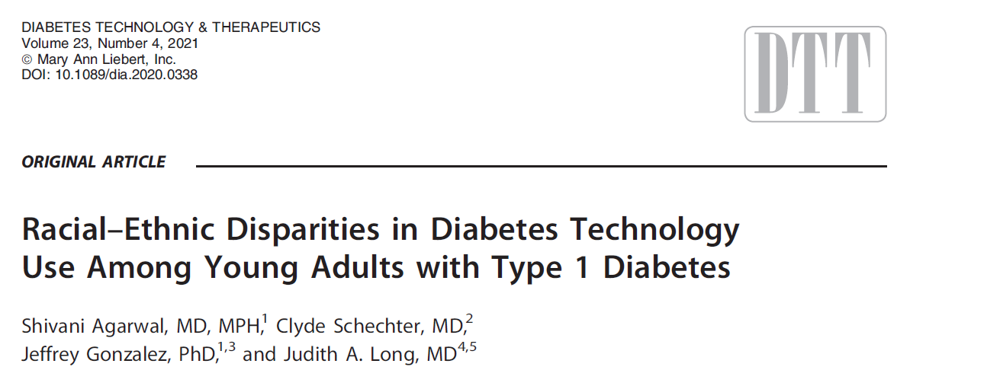 DIABETES TECHNOLOGY & THERAPEUTICS
Volume 23, Number 4, 2021
© Mary Ann Liebert, Inc.
DOI: 10.1089/dia.2020.0338
DTT
ORIGINAL ARTICLE
Racial–Ethnic Disparities in Diabetes Technology
Use Among Young Adults with Type 1 Diabetes
Shivani Agarwal, MD, MPH,1 Clyde Schechter, MD,2
Jeffrey Gonzalez, PhD,1,3 and Judith A. Long, MD4,5